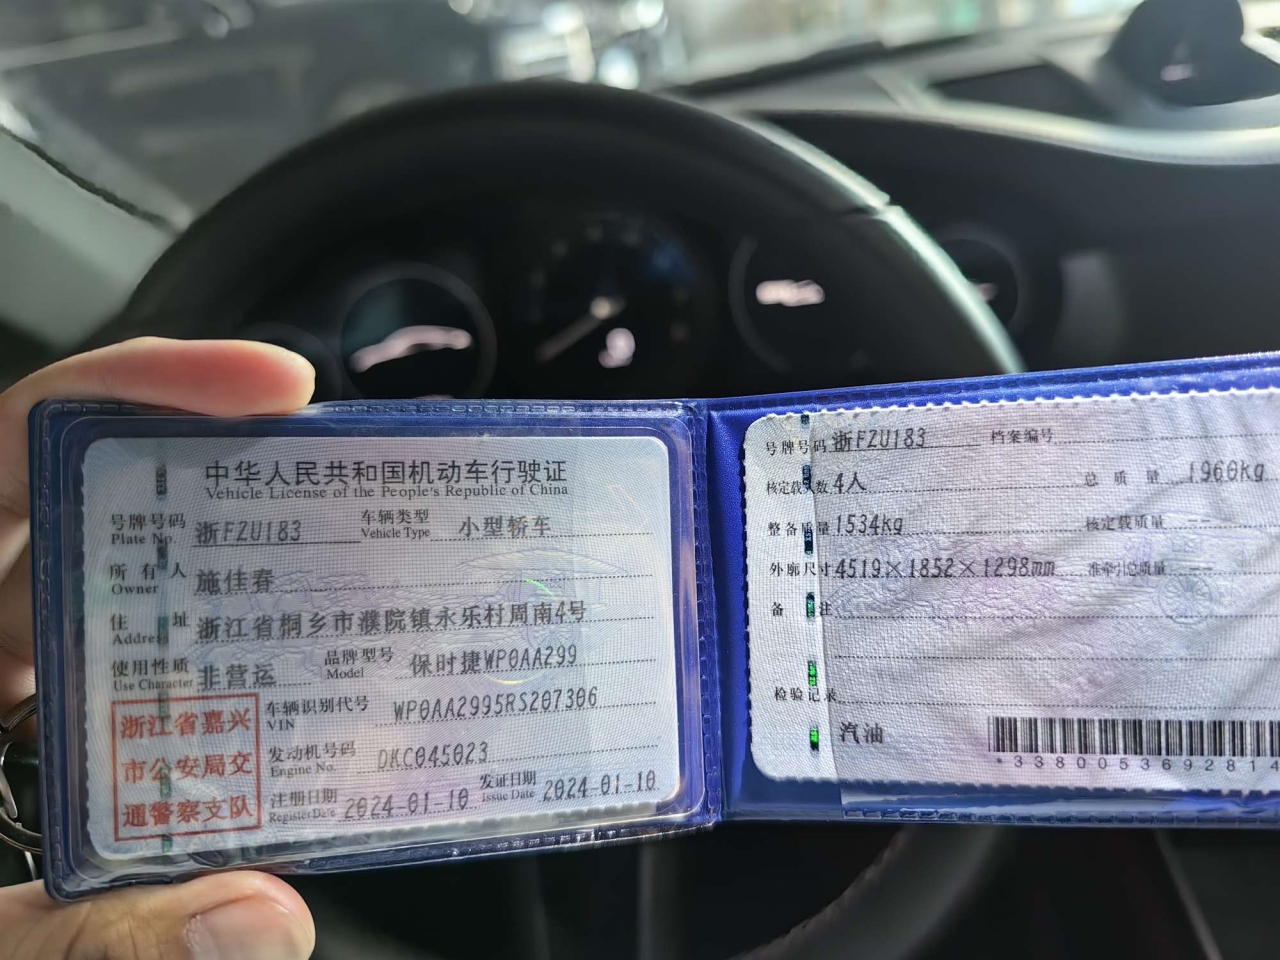 中华人民共和国机动车行驶证
Vehicle License of the People's Republic of China
号牌号码 Plate No. 浙FZU183 车辆类型 Vehicle Type 小型轿车
所有人 Owner 施佳春
住址 Address 浙江省桐乡市濮院镇永乐村周南4号
使用性质 Use Character 非营运 品牌型号 Model 保时捷WP0AA299
浙江省嘉兴
市公安局交
通警察支队
车辆识别代号 VIN WP0AA2995RS207306
发动机号码 Engine No. DKC045023
注册日期 Register Date 2024-01-10 发证日期 Issue Date 2024-01-10
号牌号码 浙FZU183 档案编号
核定载人数 4人 总质量 1960kg
整备质量 1534kg 核定载质量 --
外廓尺寸 4519×1852×1298mm 准牵引总质量 --
备注
检验记录
汽油
*3380053692814